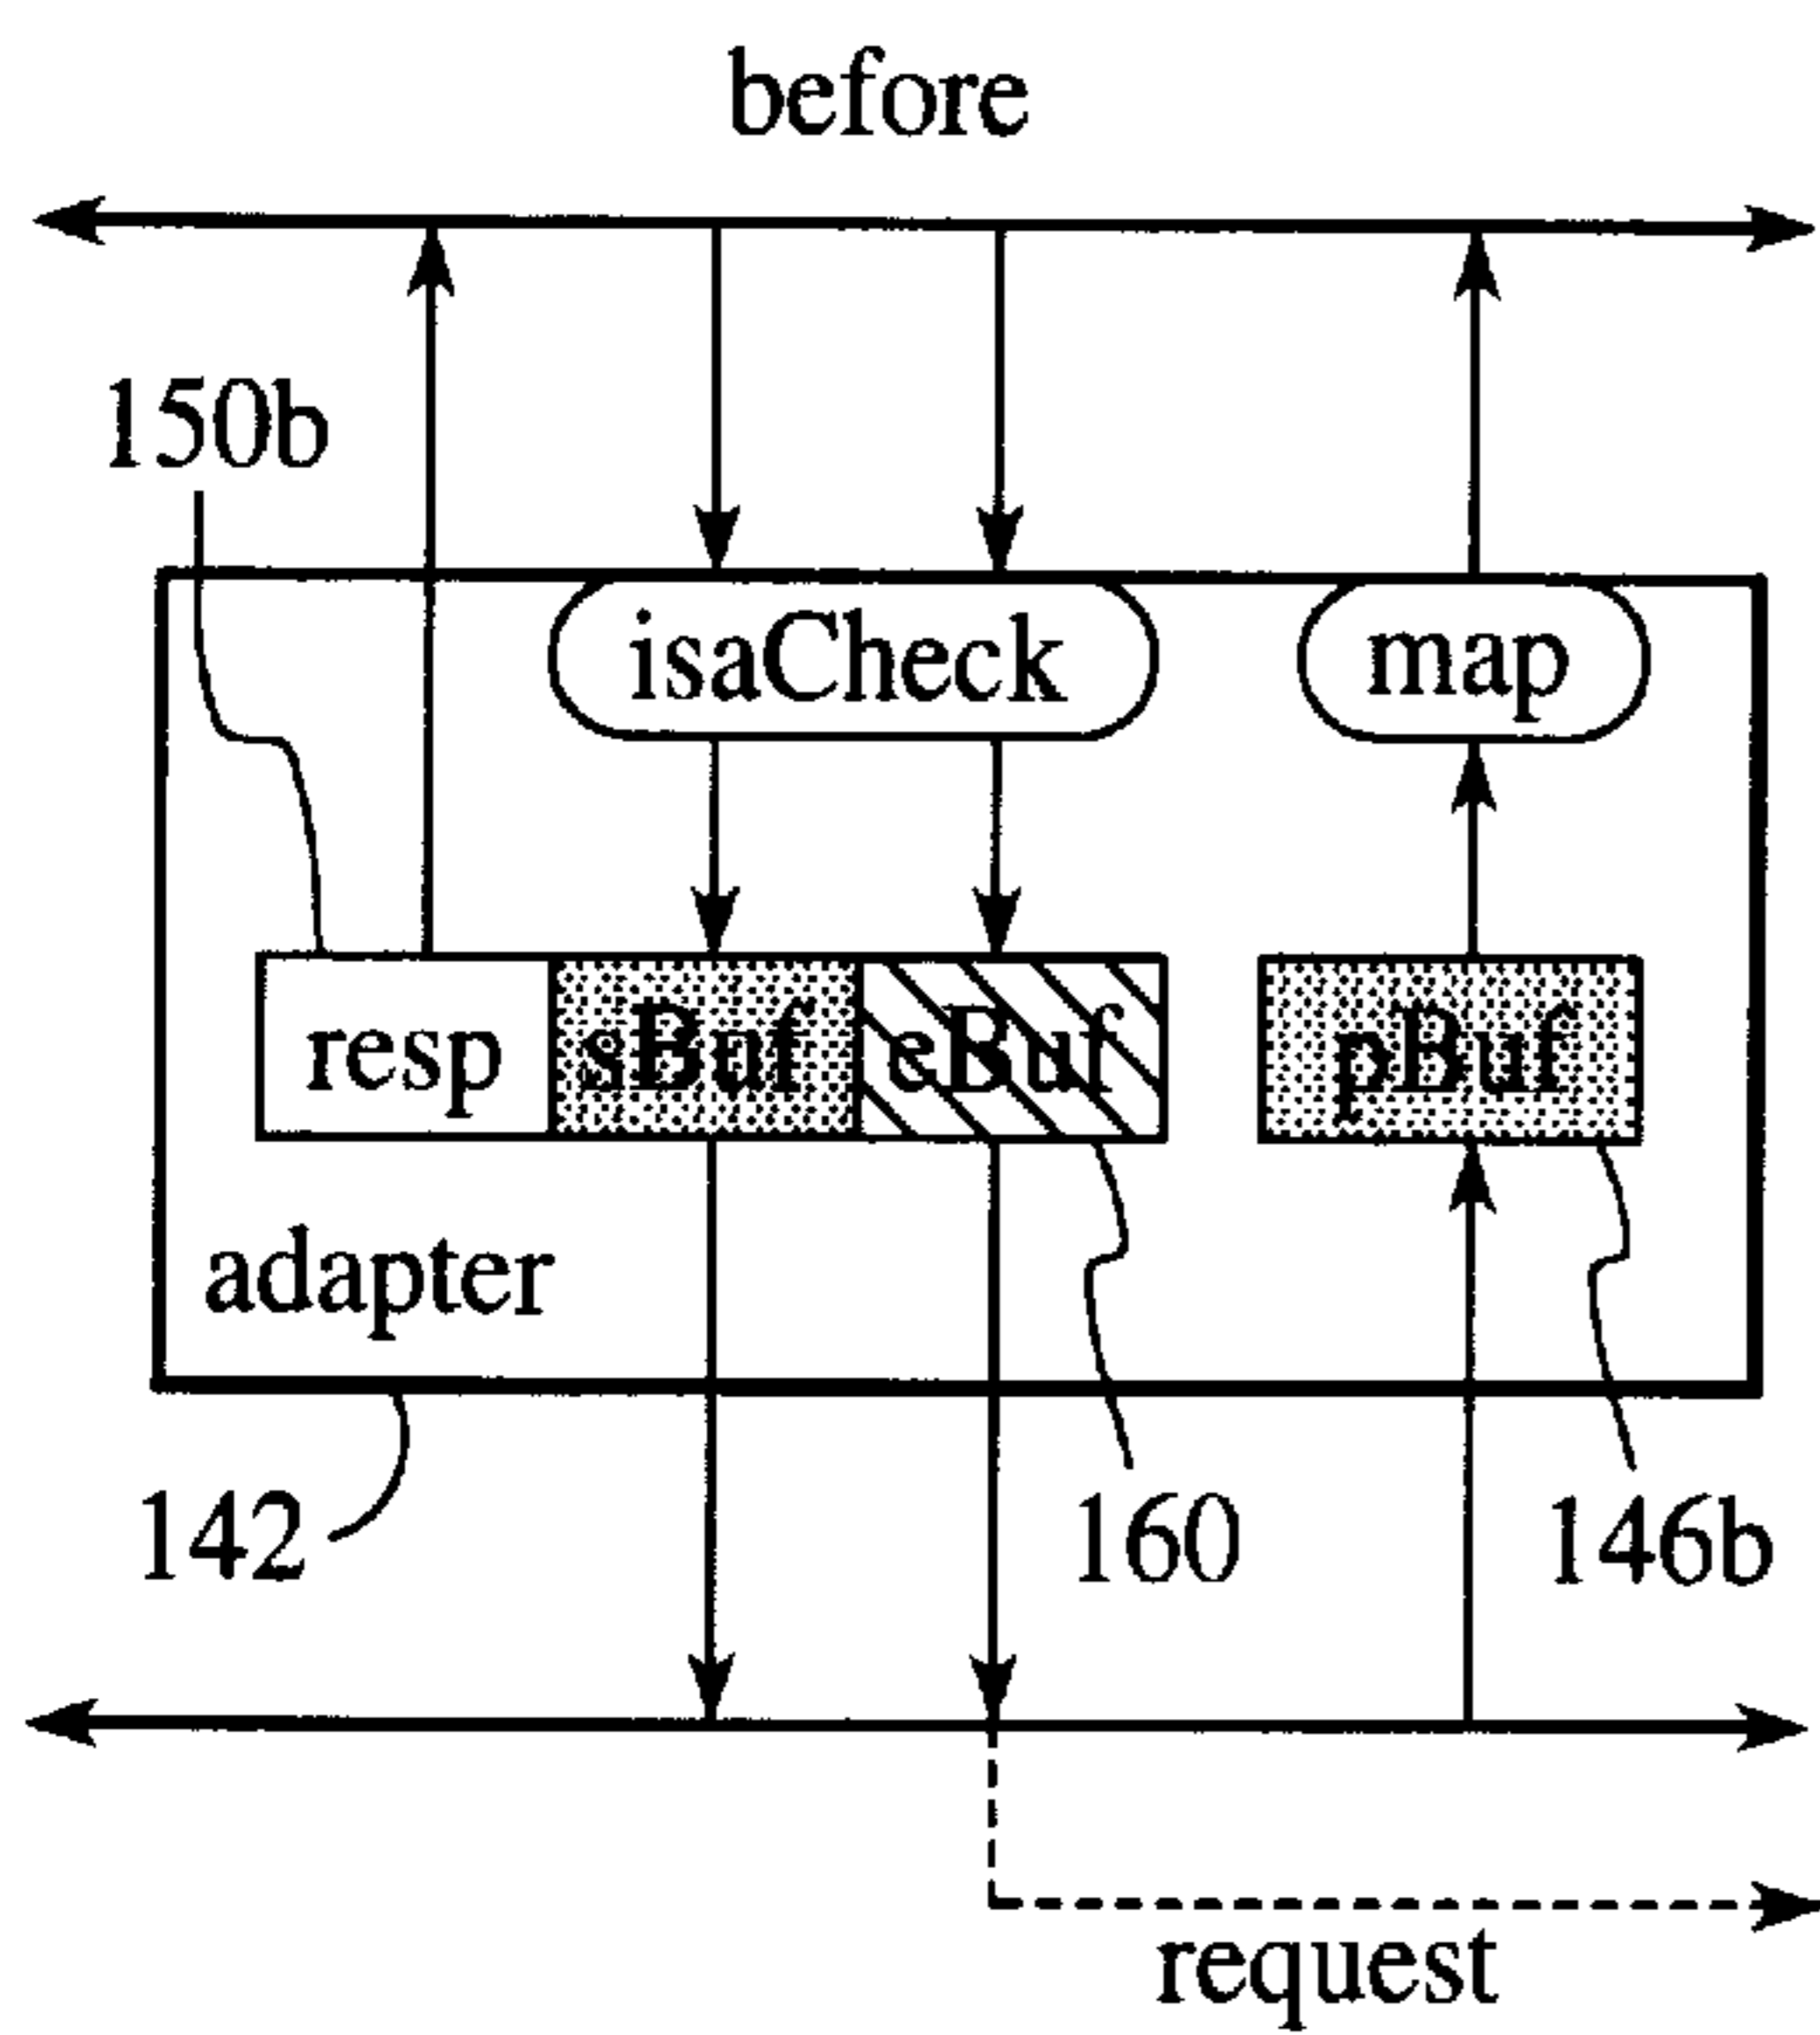 before
150b
isaCheck
map
resp
sBuf
eBuf
pBuf
adapter
142
160
146b
request